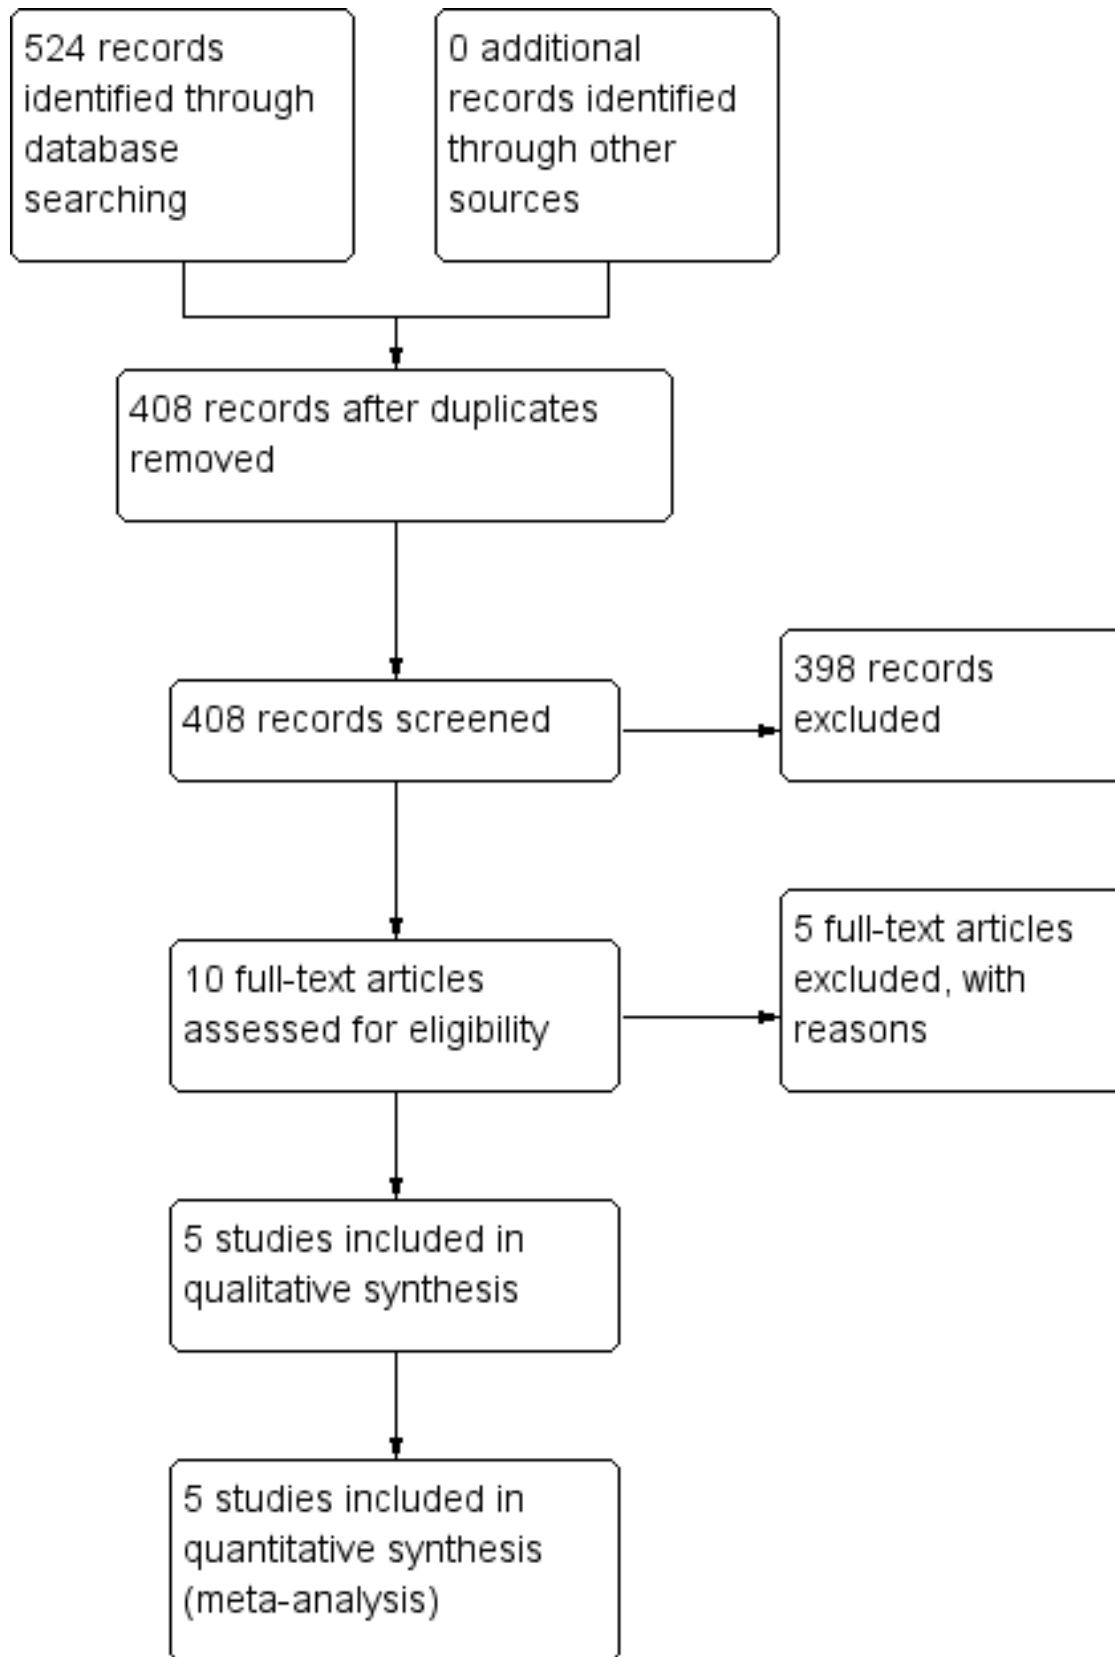 524 records
identified through
database
searching
0 additional
records identified
through other
sources
408 records after duplicates
removed
408 records screened
398 records
excluded
10 full-text articles
assessed for eligibility
5 full-text articles
excluded, with
reasons
5 studies included in
qualitative synthesis
5 studies included in
quantitative synthesis
(meta-analysis)